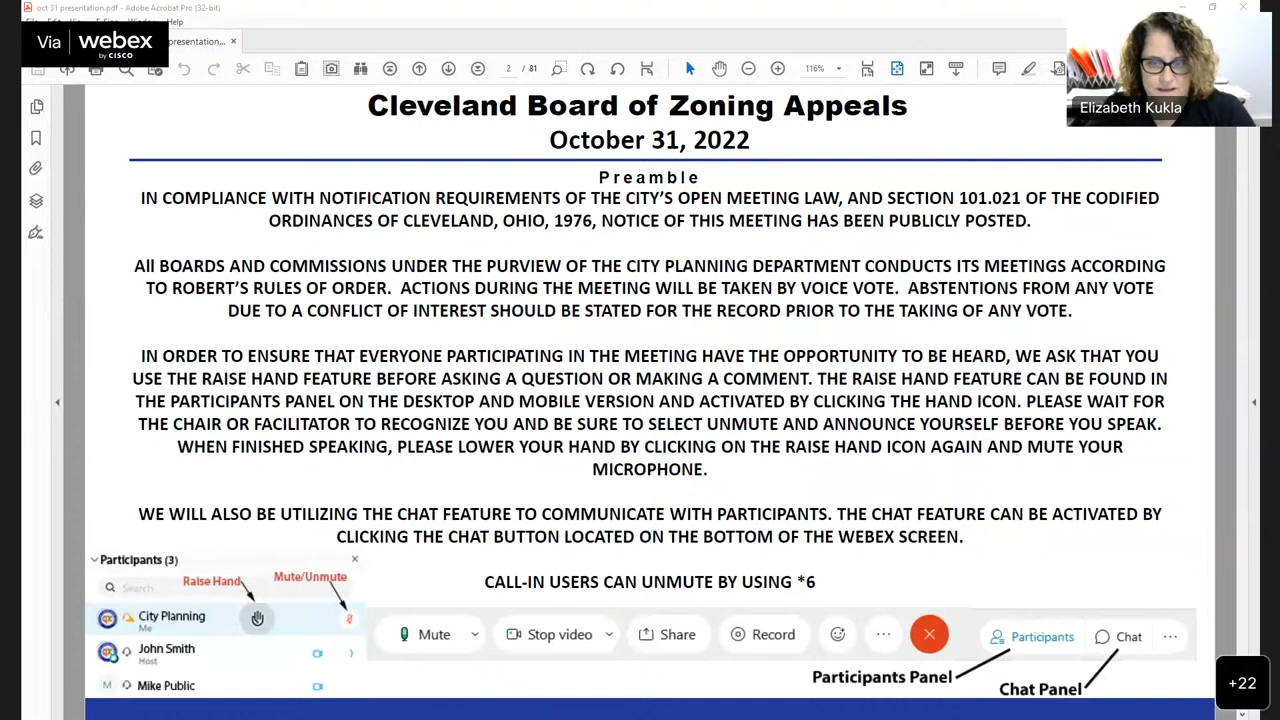 oct 31 presentation.pdf - Adobe Acrobat Pro (32-bit)
Window Help
Via webex
by CISCO
presentation...
2 / 81
116%
Elizabeth Kukla
Cleveland Board of Zoning Appeals
October 31, 2022
Preamble
IN COMPLIANCE WITH NOTIFICATION REQUIREMENTS OF THE CITY'S OPEN MEETING LAW, AND SECTION 101.021 OF THE CODIFIED
ORDINANCES OF CLEVELAND, OHIO, 1976, NOTICE OF THIS MEETING HAS BEEN PUBLICLY POSTED.
All BOARDS AND COMMISSIONS UNDER THE PURVIEW OF THE CITY PLANNING DEPARTMENT CONDUCTS ITS MEETINGS ACCORDING
TO ROBERT'S RULES OF ORDER. ACTIONS DURING THE MEETING WILL BE TAKEN BY VOICE VOTE. ABSTENTIONS FROM ANY VOTE
DUE TO A CONFLICT OF INTEREST SHOULD BE STATED FOR THE RECORD PRIOR TO THE TAKING OF ANY VOTE.
IN ORDER TO ENSURE THAT EVERYONE PARTICIPATING IN THE MEETING HAVE THE OPPORTUNITY TO BE HEARD, WE ASK THAT YOU
USE THE RAISE HAND FEATURE BEFORE ASKING A QUESTION OR MAKING A COMMENT. THE RAISE HAND FEATURE CAN BE FOUND IN
THE PARTICIPANTS PANEL ON THE DESKTOP AND MOBILE VERSION AND ACTIVATED BY CLICKING THE HAND ICON. PLEASE WAIT FOR
THE CHAIR OR FACILITATOR TO RECOGNIZE YOU AND BE SURE TO SELECT UNMUTE AND ANNOUNCE YOURSELF BEFORE YOU SPEAK.
WHEN FINISHED SPEAKING, PLEASE LOWER YOUR HAND BY CLICKING ON THE RAISE HAND ICON AGAIN AND MUTE YOUR
MICROPHONE.
WE WILL ALSO BE UTILIZING THE CHAT FEATURE TO COMMUNICATE WITH PARTICIPANTS. THE CHAT FEATURE CAN BE ACTIVATED BY
CLICKING THE CHAT BUTTON LOCATED ON THE BOTTOM OF THE WEBEX SCREEN.
CALL-IN USERS CAN UNMUTE BY USING *6
Participants (3)
Raise Hand
Mute/Unmute
Search
City Planning
Me
John Smith
Host
M Mike Public
Mute
Stop video
Share
Record
Participants
Chat
Participants Panel
Chat Panel
+22